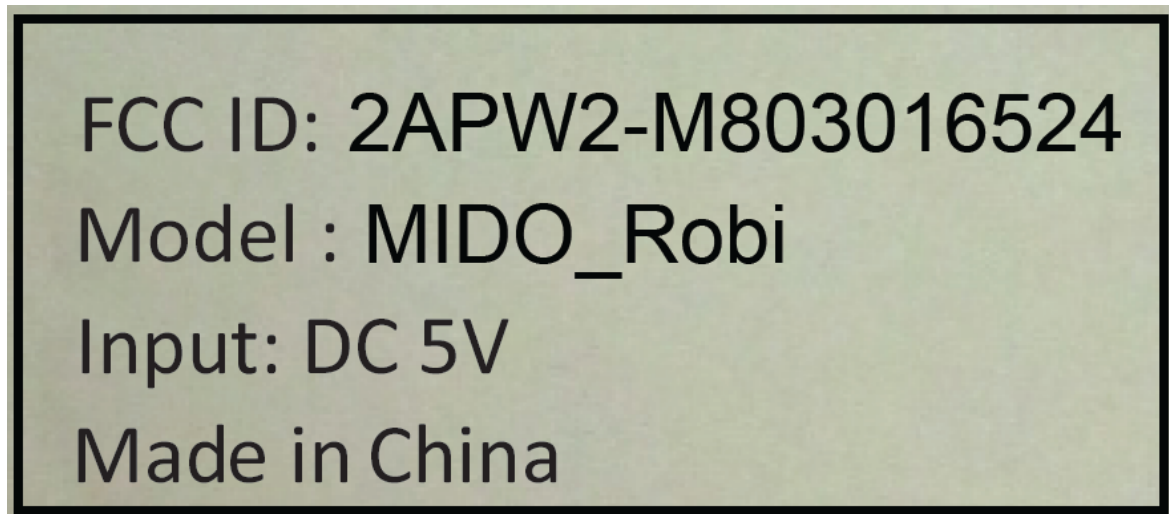 FCC ID: 2APW2-M803016524
Model : MIDO_Robi
Input: DC 5V
Made in China